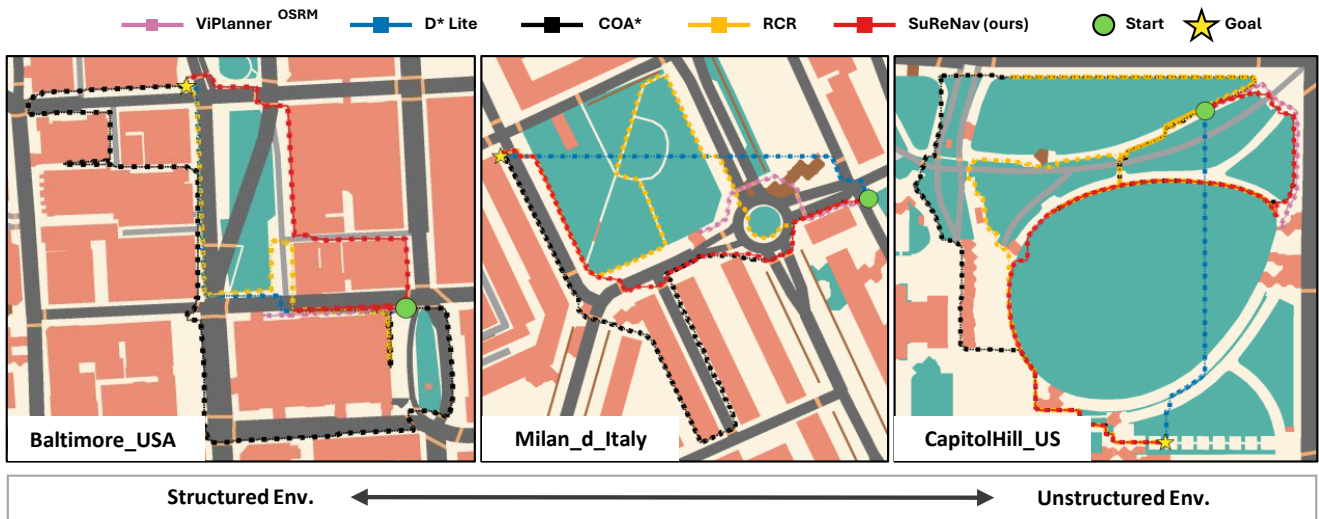 ViPlanner OSRM D* Lite COA* RCR SuReNav (ours) Start Goal
Baltimore_USA Milan_d_Italy CapitolHill_US
Structured Env. Unstructured Env.